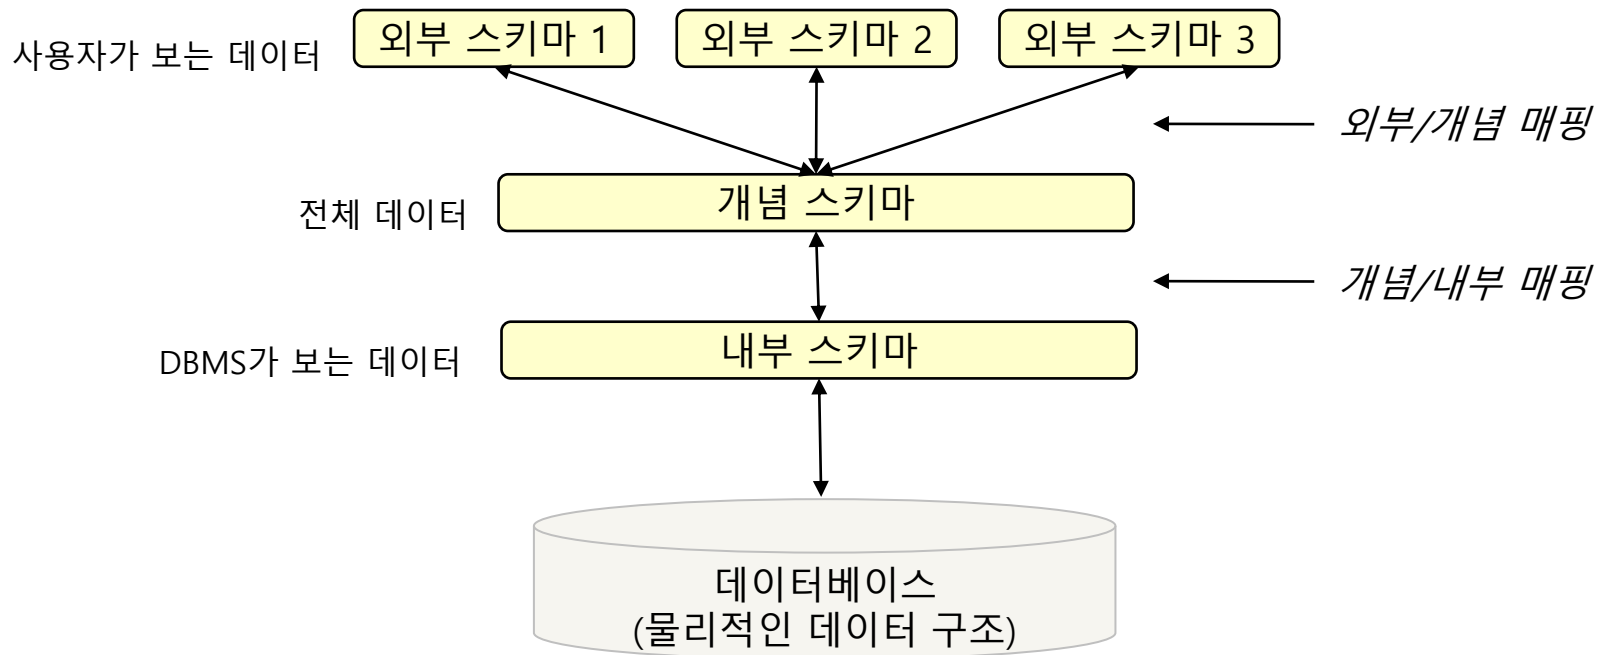 외부 스키마 1
외부 스키마 2
외부 스키마 3
사용자가 보는 데이터
외부/개념 매핑
개념 스키마
전체 데이터
개념/내부 매핑
내부 스키마
DBMS가 보는 데이터
데이터베이스
(물리적인 데이터 구조)